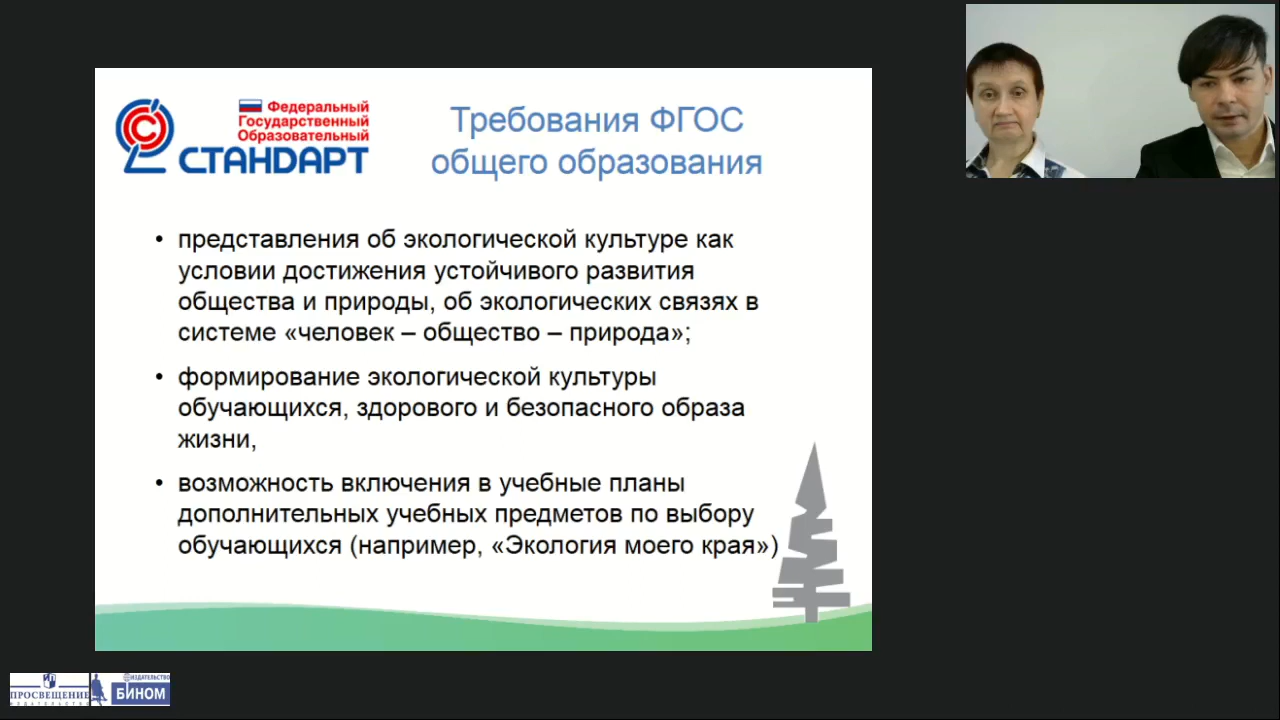 Федеральный
Государственный
Образовательный
СТАНДАРТ
Требования ФГОС
общего образования
• представления об экологической культуре как
условии достижения устойчивого развития
общества и природы, об экологических связях в
системе «человек – общество – природа»;
• формирование экологической культуры
обучающихся, здорового и безопасного образа
жизни,
• возможность включения в учебные планы
дополнительных учебных предметов по выбору
обучающихся (например, «Экология моего края»)
ПРОСВЕЩЕНИЕ
ИЗДАТЕЛЬСТВО
ИЗДАТЕЛЬСТВО
БИНОМ